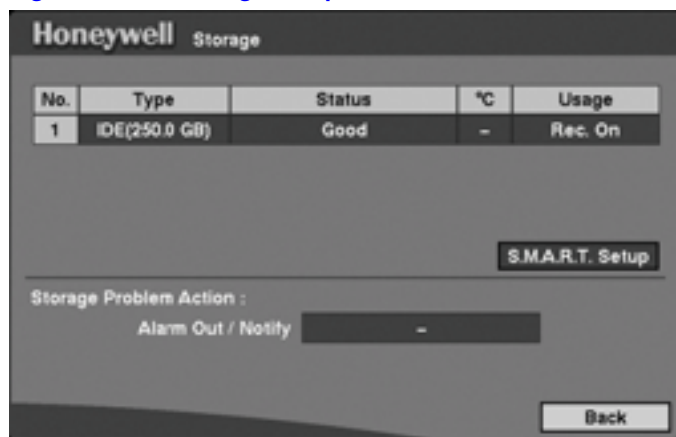 Honeywell Storage
No. Type Status °C Usage
1 IDE(250.0 GB) Good - Rec. On
S.M.A.R.T. Setup
Storage Problem Action :
Alarm Out / Notify -
Back